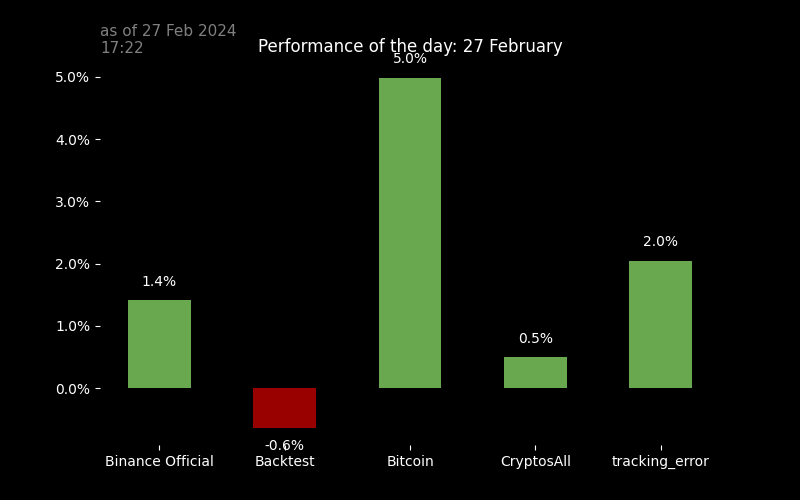 as of 27 Feb 2024
17:22
Performance of the day: 27 February
5.0%
5.0%
4.0%
3.0%
2.0%
2.0%
1.4%
1.0%
0.5%
0.0%
-0.6%
Binance Official
Backtest
Bitcoin
CryptosAll
tracking_error